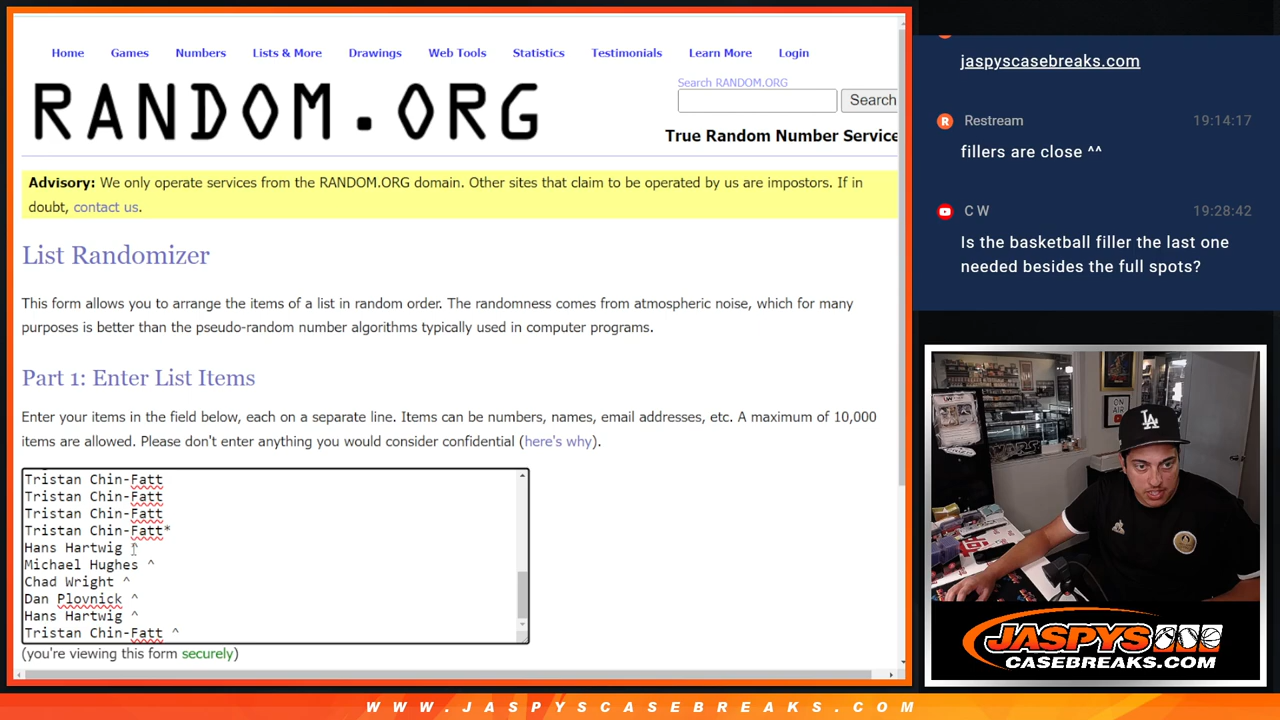 Home Games Numbers Lists & More Drawings Web Tools Statistics Testimonials Learn More Login
RANDOM.ORG
Search RANDOM.ORG
Search
True Random Number Service
Advisory: We only operate services from the RANDOM.ORG domain. Other sites that claim to be operated by us are impostors. If in
doubt, contact us.
List Randomizer
This form allows you to arrange the items of a list in random order. The randomness comes from atmospheric noise, which for many
purposes is better than the pseudo-random number algorithms typically used in computer programs.
Part 1: Enter List Items
Enter your items in the field below, each on a separate line. Items can be numbers, names, email addresses, etc. A maximum of 10,000
items are allowed. Please don't enter anything you would consider confidential (here's why).
Tristan Chin-Fatt
Tristan Chin-Fatt
Tristan Chin-Fatt
Tristan Chin-Fatt*
Hans Hartwig ^
Michael Hughes ^
Chad Wright ^
Dan Plovnick ^
Hans Hartwig ^
Tristan Chin-Fatt ^
(you're viewing this form securely)
jaspyscasebreaks.com
Restream 19:14:17
fillers are close ^^
C W 19:28:42
Is the basketball filler the last one
needed besides the full spots?
ON AIR
LA
JASPYS
CASEBREAKS.COM
WWW.JASPYSCASEBREAKS.COM